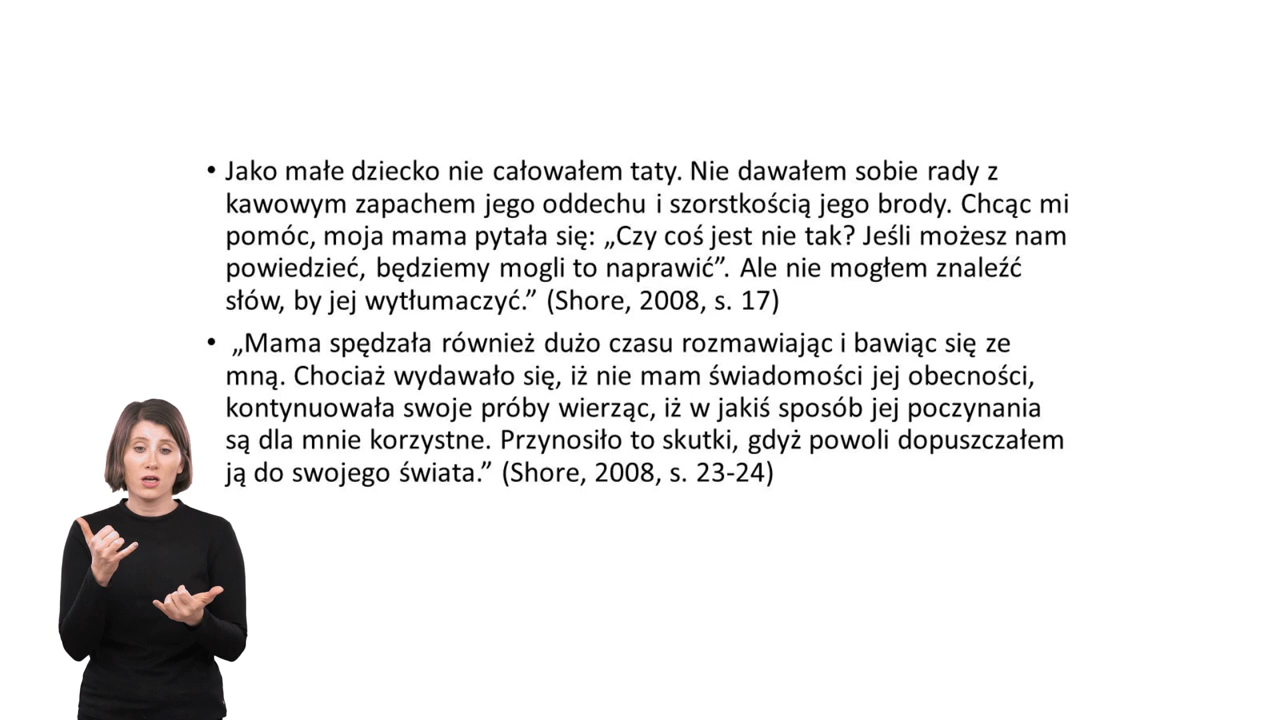 • Jako małe dziecko nie całowałem taty. Nie dawałem sobie rady z
kawowym zapachem jego oddechu i szorstkością jego brody. Chcąc mi
pomóc, moja mama pytała się: „Czy coś jest nie tak? Jeśli możesz nam
powiedzieć, będziemy mogli to naprawić”. Ale nie mogłem znaleźć
słów, by jej wytłumaczyć.” (Shore, 2008, s. 17)
• „Mama spędzała również dużo czasu rozmawiając i bawiąc się ze
mną. Chociaż wydawało się, iż nie mam świadomości jej obecności,
kontynuowała swoje próby wierząc, iż w jakiś sposób jej poczynania
są dla mnie korzystne. Przynosiło to skutki, gdyż powoli dopuszczałem
ją do swojego świata.” (Shore, 2008, s. 23-24)